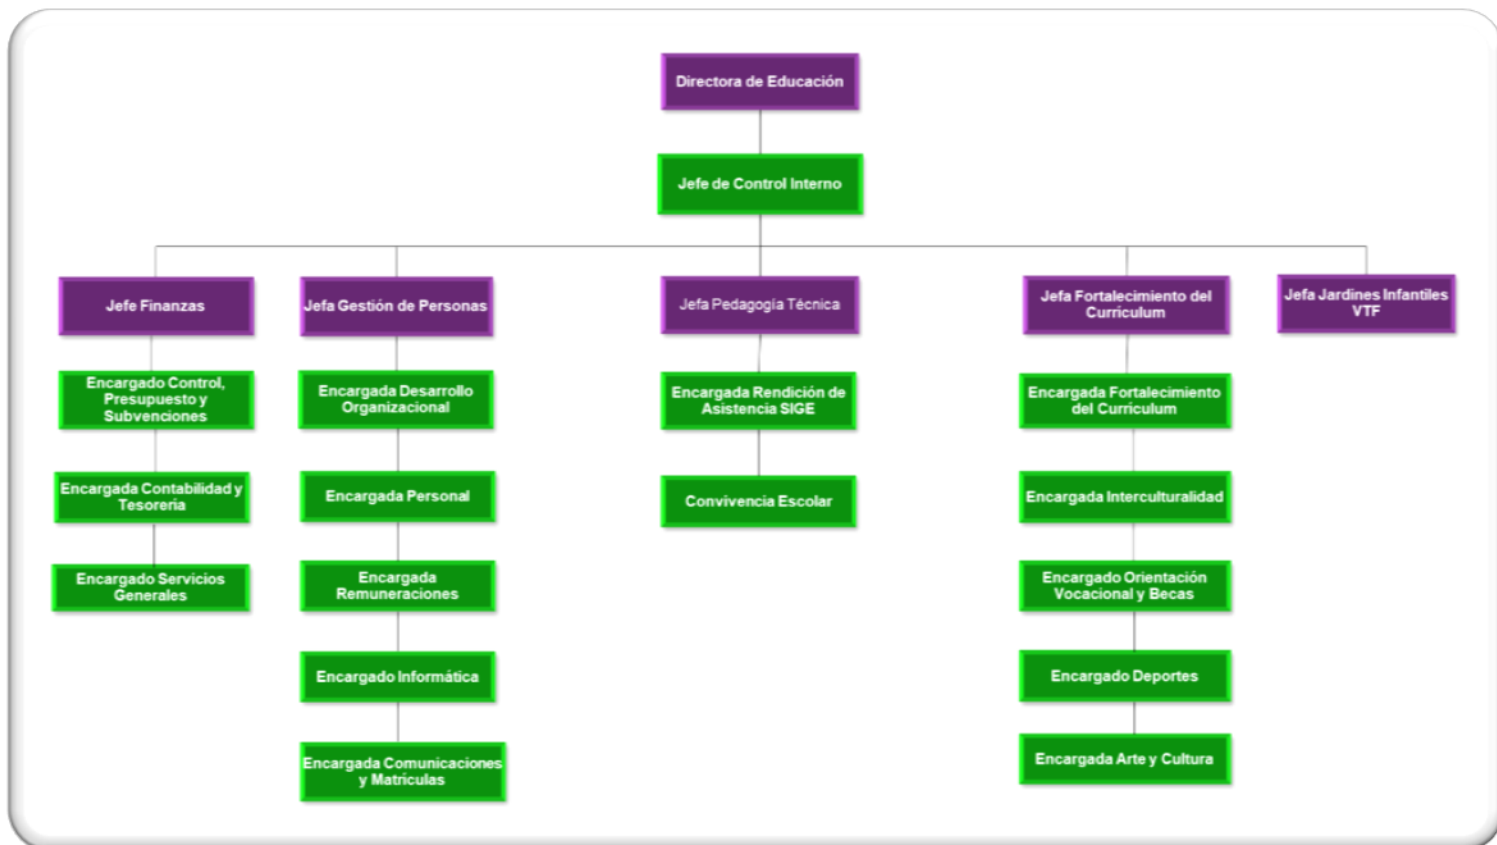 Directora de Educación
Jefe de Control Interno
Jefe Finanzas
Jefa Gestión de Personas
Jefa Pedagogía Técnica
Jefa Fortalecimiento del
Curriculum
Jefa Jardines Infantiles
VTF
Encargado Control,
Presupuesto y
Subvenciones
Encargada Desarrollo
Organizacional
Encargada Rendición de
Asistencia SIGE
Encargada Fortalecimiento
del Curriculum
Encargada Contabilidad y
Tesoreria
Encargada Personal
Convivencia Escolar
Encargada Interculturalidad
Encargado Servicios
Generales
Encargada
Remuneraciones
Encargado Orientación
Vocacional y Becas
Encargado Informática
Encargado Deportes
Encargada Comunicaciones
y Matriculas
Encargada Arte y Cultura